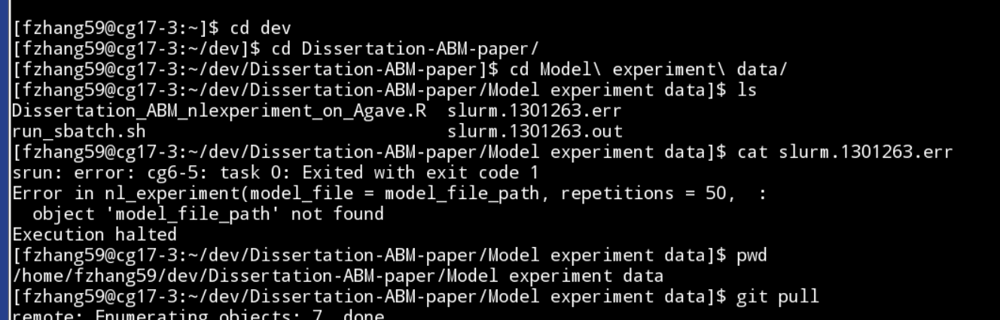 [fzhang59@cg17-3:~]$ cd dev
[fzhang59@cg17-3:~/dev]$ cd Dissertation-ABM-paper/
[fzhang59@cg17-3:~/dev/Dissertation-ABM-paper]$ cd Model\ experiment\ data/
[fzhang59@cg17-3:~/dev/Dissertation-ABM-paper/Model experiment data]$ ls
Dissertation_ABM_nlexperiment_on_Agave.R  slurm.1301263.err
run_sbatch.sh                             slurm.1301263.out
[fzhang59@cg17-3:~/dev/Dissertation-ABM-paper/Model experiment data]$ cat slurm.1301263.err
srun: error: cg6-5: task 0: Exited with exit code 1
Error in nl_experiment(model_file = model_file_path, repetitions = 50,  :
  object 'model_file_path' not found
Execution halted
[fzhang59@cg17-3:~/dev/Dissertation-ABM-paper/Model experiment data]$ pwd
/home/fzhang59/dev/Dissertation-ABM-paper/Model experiment data
[fzhang59@cg17-3:~/dev/Dissertation-ABM-paper/Model experiment data]$ git pull
remote: Enumerating objects: 7, done.